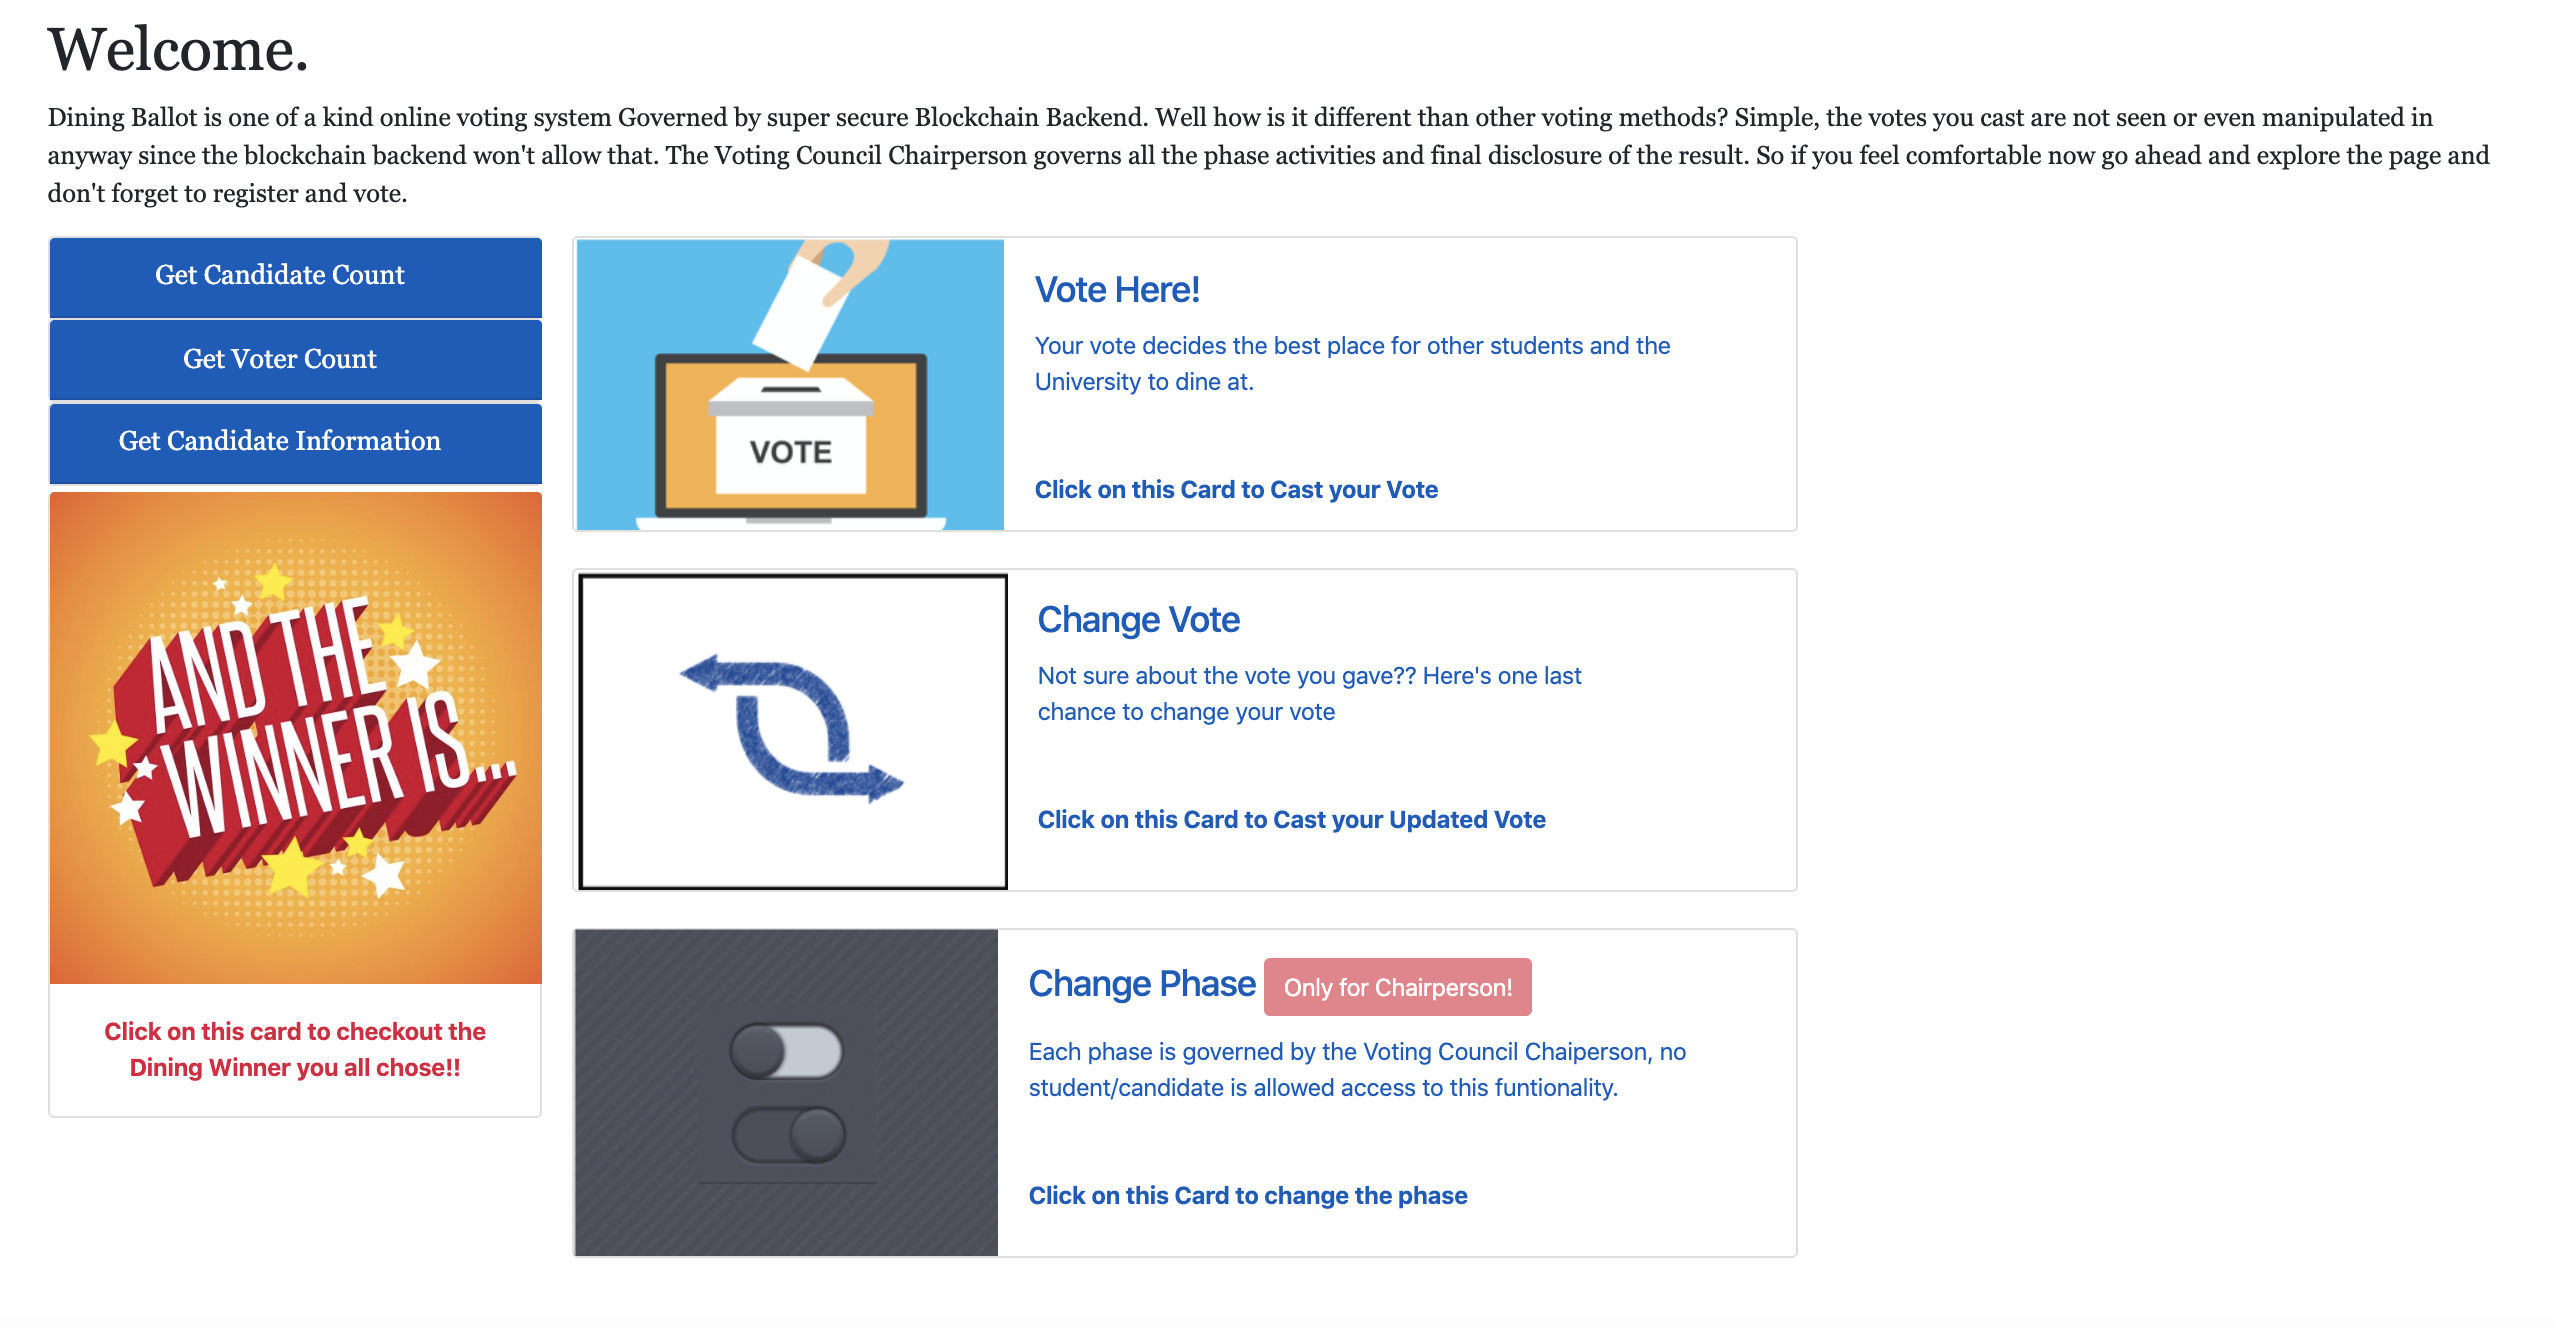 Welcome.
Dining Ballot is one of a kind online voting system Governed by super secure Blockchain Backend. Well how is it different than other voting methods? Simple, the votes you cast are not seen or even manipulated in
anyway since the blockchain backend won't allow that. The Voting Council Chairperson governs all the phase activities and final disclosure of the result. So if you feel comfortable now go ahead and explore the page and
don't forget to register and vote.
Get Candidate Count
Get Voter Count
Get Candidate Information
AND THE
WINNER IS...
Click on this card to checkout the
Dining Winner you all chose!!
VOTE
Vote Here!
Your vote decides the best place for other students and the
University to dine at.
Click on this Card to Cast your Vote
Change Vote
Not sure about the vote you gave?? Here's one last
chance to change your vote
Click on this Card to Cast your Updated Vote
Change Phase Only for Chairperson!
Each phase is governed by the Voting Council Chaiperson, no
student/candidate is allowed access to this funtionality.
Click on this Card to change the phase